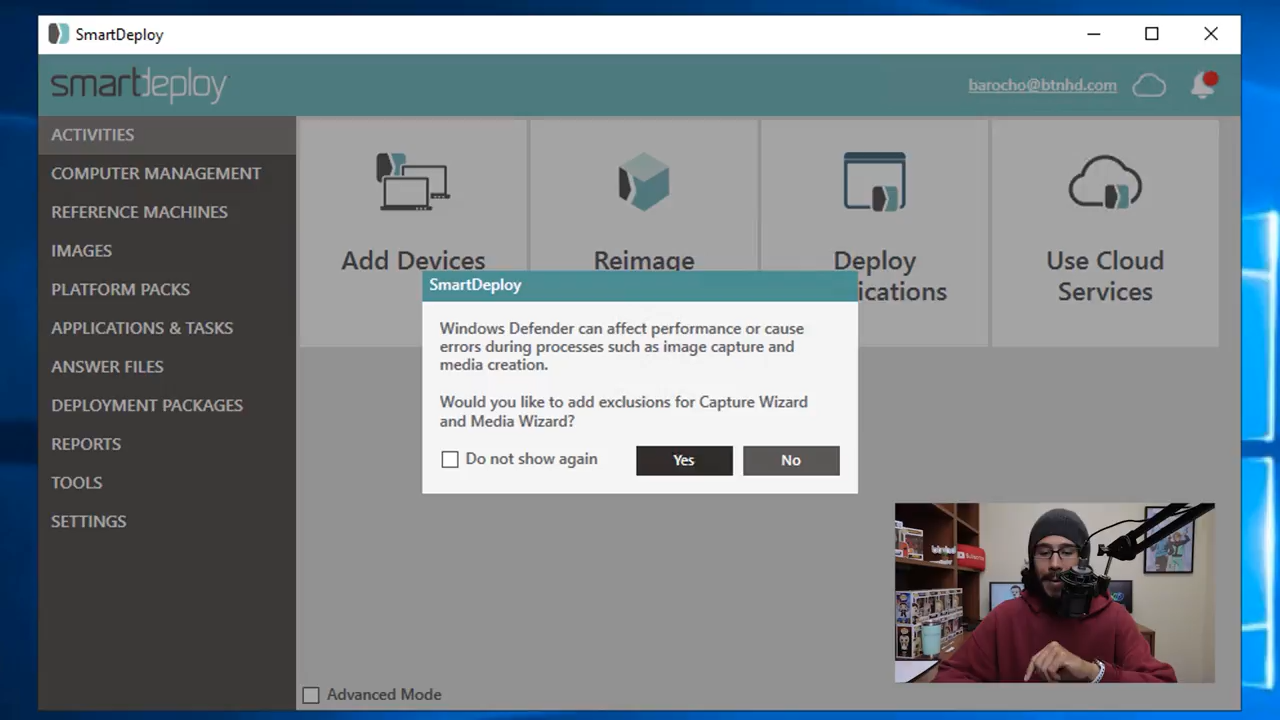 SmartDeploy
smartdeploy
barocho@btnhd.com
ACTIVITIES
COMPUTER MANAGEMENT
REFERENCE MACHINES
IMAGES
PLATFORM PACKS
APPLICATIONS & TASKS
ANSWER FILES
DEPLOYMENT PACKAGES
REPORTS
TOOLS
SETTINGS
Add Devices
Reimage
Deploy
ications
Use Cloud
Services
SmartDeploy
Windows Defender can affect performance or cause
errors during processes such as image capture and
media creation.
Would you like to add exclusions for Capture Wizard
and Media Wizard?
Do not show again
Yes
No
Advanced Mode